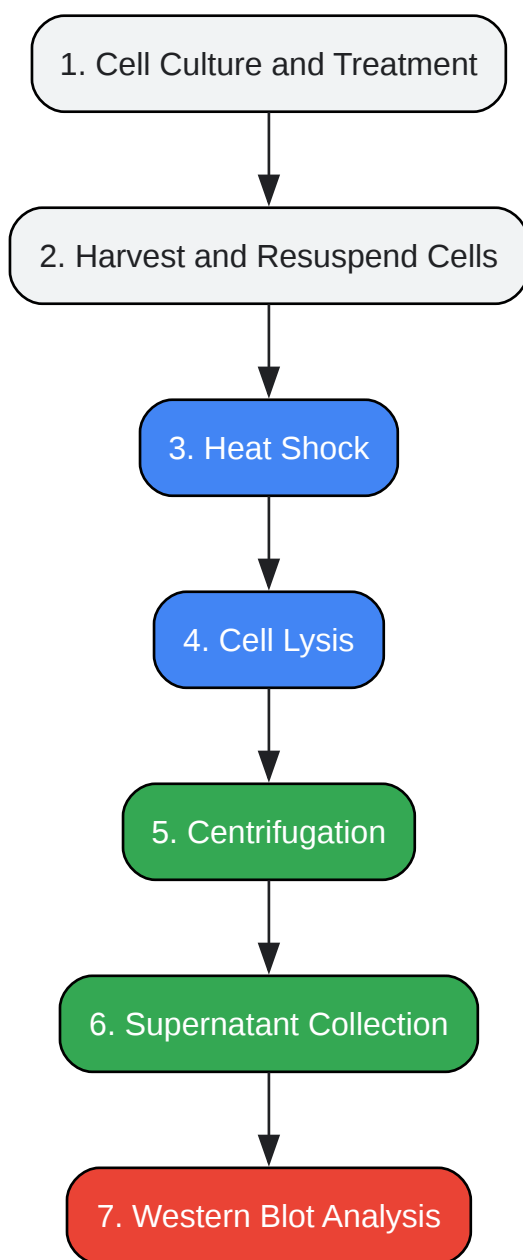 1. Cell Culture and Treatment
2. Harvest and Resuspend Cells
3. Heat Shock
4. Cell Lysis
5. Centrifugation
6. Supernatant Collection
7. Western Blot Analysis